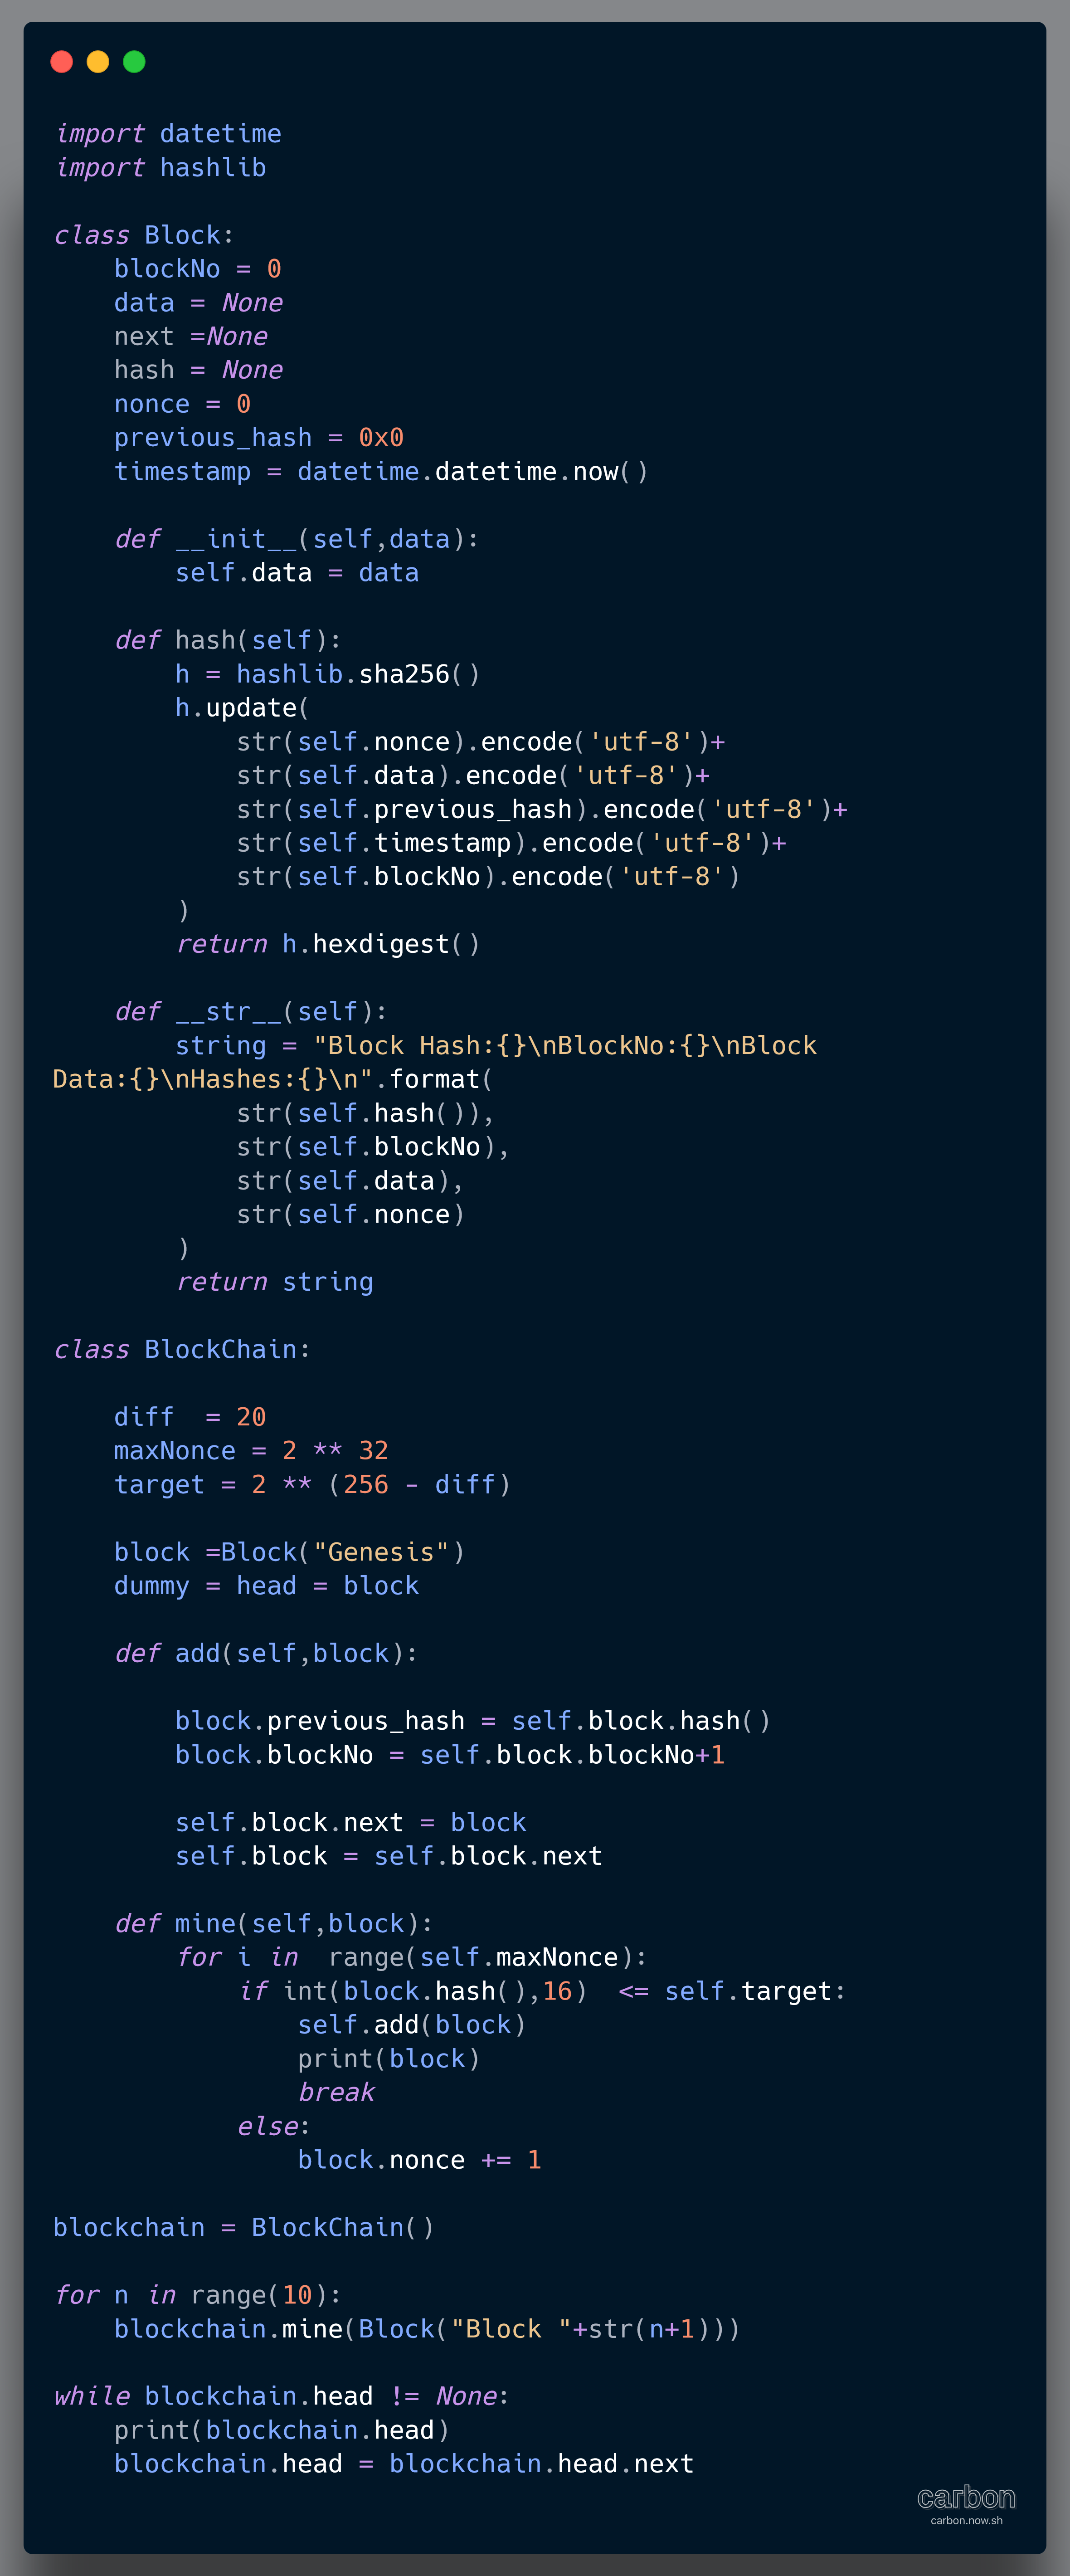 import datetime
import hashlib

class Block:
    blockNo = 0
    data = None
    next =None
    hash = None
    nonce = 0
    previous_hash = 0x0
    timestamp = datetime.datetime.now()

    def __init__(self,data):
        self.data = data

    def hash(self):
        h = hashlib.sha256()
        h.update(
            str(self.nonce).encode('utf-8')+
            str(self.data).encode('utf-8')+
            str(self.previous_hash).encode('utf-8')+
            str(self.timestamp).encode('utf-8')+
            str(self.blockNo).encode('utf-8')
        )
        return h.hexdigest()

    def __str__(self):
        string = "Block Hash:{}\nBlockNo:{}\nBlock
Data:{}\nHashes:{}\n".format(
            str(self.hash()),
            str(self.blockNo),
            str(self.data),
            str(self.nonce)
        )
        return string

class BlockChain:

    diff  = 20
    maxNonce = 2 ** 32
    target = 2 ** (256 - diff)

    block =Block("Genesis")
    dummy = head = block

    def add(self,block):

        block.previous_hash = self.block.hash()
        block.blockNo = self.block.blockNo+1

        self.block.next = block
        self.block = self.block.next

    def mine(self,block):
        for i in  range(self.maxNonce):
            if int(block.hash(),16)  <= self.target:
                self.add(block)
                print(block)
                break
            else:
                block.nonce += 1

blockchain = BlockChain()

for n in range(10):
    blockchain.mine(Block("Block "+str(n+1)))

while blockchain.head != None:
    print(blockchain.head)
    blockchain.head = blockchain.head.next
carbon
carbon.now.sh